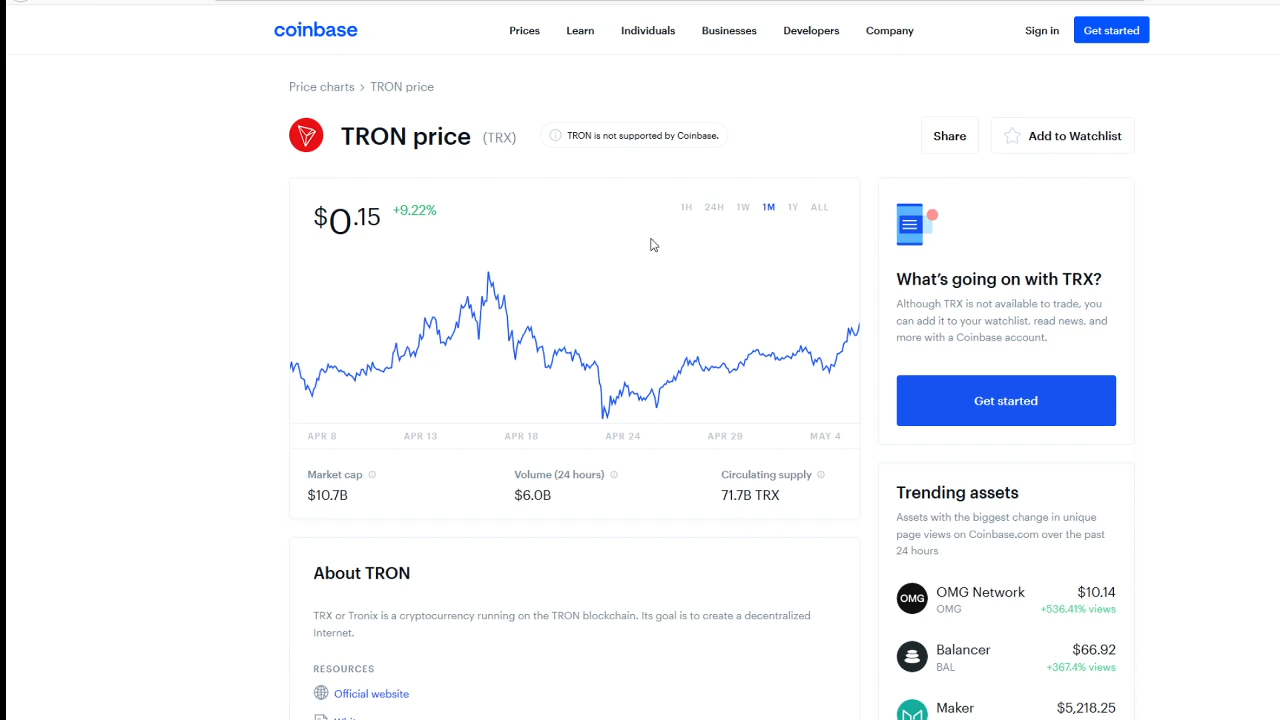 coinbase
Prices
Learn
Individuals
Businesses
Developers
Company
Sign in
Get started
Price charts > TRON price
TRON price (TRX)
TRON is not supported by Coinbase.
Share
Add to Watchlist
$0.15 +9.22%
1H 24H 1W 1M 1Y ALL
APR 8 APR 13 APR 18 APR 24 APR 29 MAY 4
Market cap
$10.7B
Volume (24 hours)
$6.0B
Circulating supply
71.7B TRX
About TRON
TRX or Tronix is a cryptocurrency running on the TRON blockchain. Its goal is to create a decentralized
Internet.
RESOURCES
Official website
What's going on with TRX?
Although TRX is not available to trade, you
can add it to your watchlist, read news, and
more with a Coinbase account.
Get started
Trending assets
Assets with the biggest change in unique
page views on Coinbase.com over the past
24 hours
OMG
OMG Network $10.14
OMG +536.41% views
Balancer $66.92
BAL +367.4% views
Maker $5,218.25